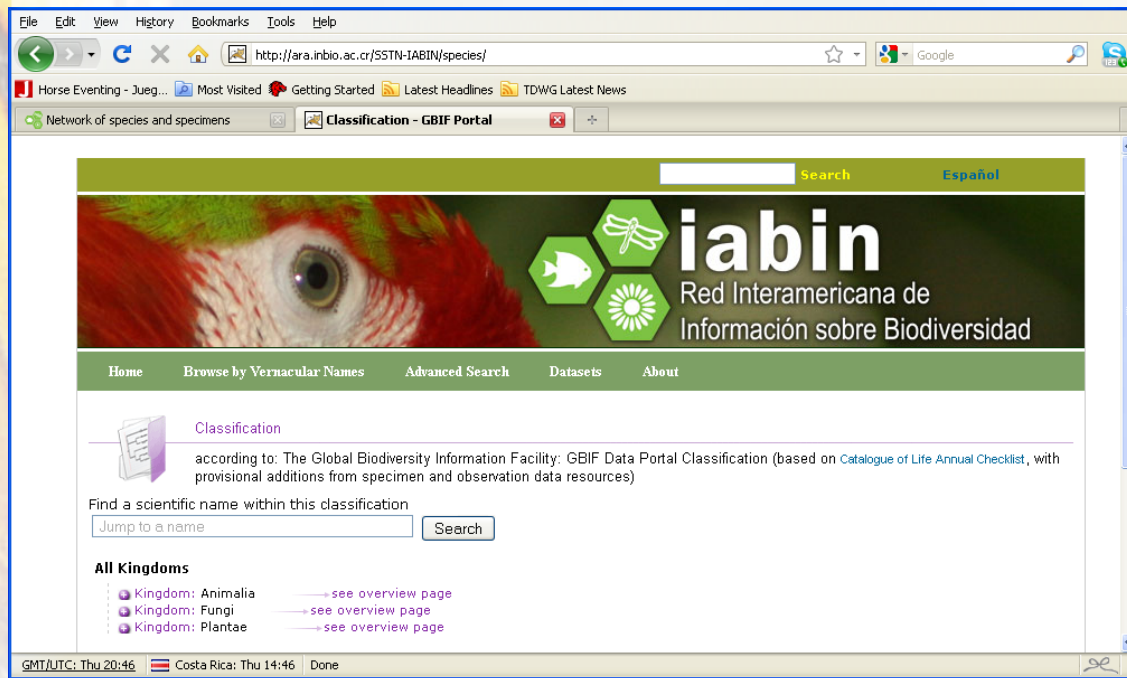 File Edit View History Bookmarks Tools Help
http://ara.inbio.ac.cr/SSTN-IABIN/species/
Google
Horse Eventing - Jueg... Most Visited Getting Started Latest Headlines TDWG Latest News
Network of species and specimens Classification - GBIF Portal
Search Español
iabin
Red Interamericana de
Información sobre Biodiversidad
Home Browse by Vernacular Names Advanced Search Datasets About
Classification
according to: The Global Biodiversity Information Facility: GBIF Data Portal Classification (based on Catalogue of Life Annual Checklist, with
provisional additions from specimen and observation data resources)
Find a scientific name within this classification
Jump to a name Search
All Kingdoms
Kingdom: Animalia see overview page
Kingdom: Fungi see overview page
Kingdom: Plantae see overview page
GMT/UTC: Thu 20:46 Costa Rica: Thu 14:46 Done